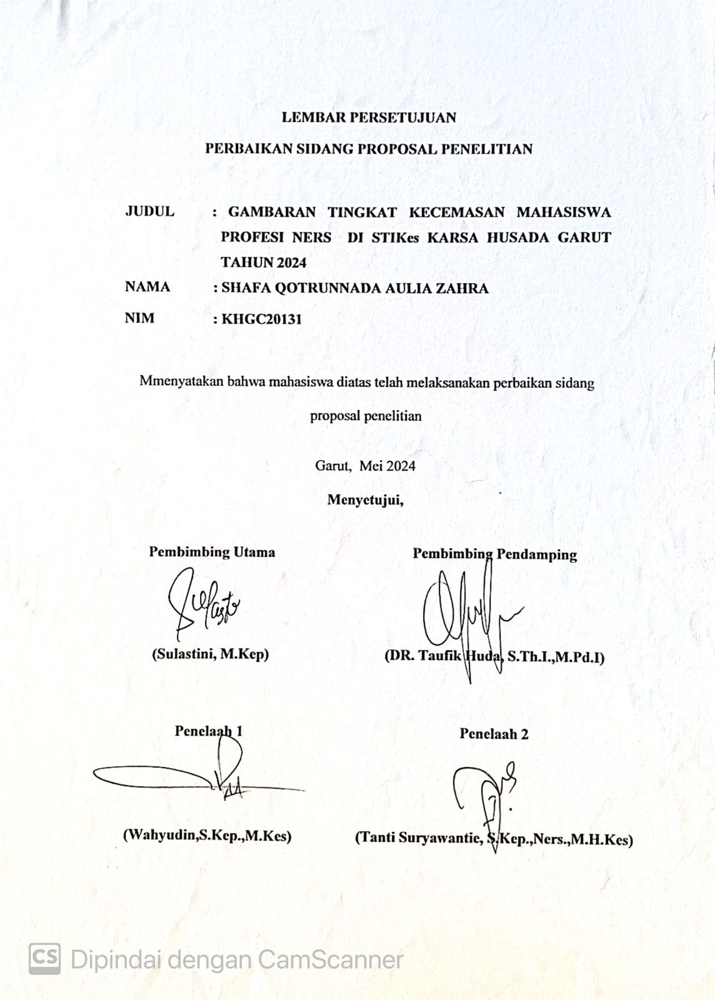 LEMBAR PERSETUJUAN
PERBAIKAN SIDANG PROPOSAL PENELITIAN
JUDUL : GAMBARAN TINGKAT KECEMASAN MAHASISWA
PROFESI NERS DI STIKes KARSA HUSADA GARUT
TAHUN 2024
NAMA : SHAFA QOTRUNNADA AULIA ZAHRA
NIM : KHGC20131
Mmenyatakan bahwa mahasiswa diatas telah melaksanakan perbaikan sidang
proposal penelitian
Garut, Mei 2024
Menyetujui,
Pembimbing Utama Pembimbing Pendamping
(Sulastini, M.Kep) (DR. Taufik Huda, S.Th.I.,M.Pd.I)
Penelaah 1 Penelaah 2
(Wahyudin,S.Kep.,M.Kes) (Tanti Suryawantie, S.Kep.,Ners.,M.H.Kes)
CS Dipindai dengan CamScanner